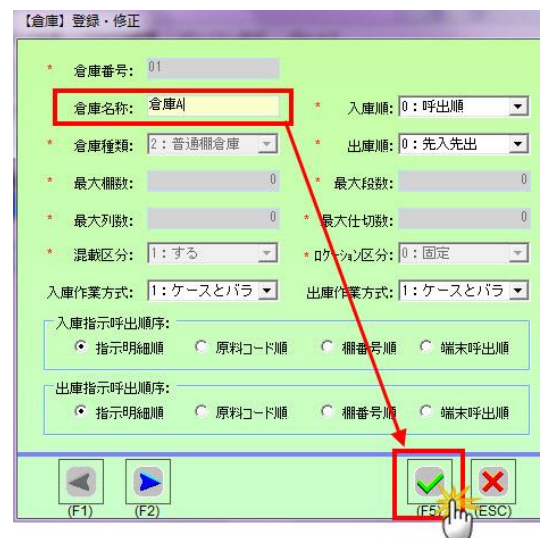 【倉庫】登録・修正
* 倉庫番号: 01
倉庫名称: 倉庫A * 入庫順: 0:呼出順
* 倉庫種類: 2:普通棚倉庫 * 出庫順: 0:先入先出
* 最大棚数: 0 * 最大段数: 0
* 最大列数: 0 * 最大仕切数: 0
* 混載区分: 1:する * ロケーション区分: 0:固定
入庫作業方式: 1:ケースとバラ 出庫作業方式: 1:ケースとバラ
入庫指示呼出順序:
指示明細順 原料コード順 棚番号順 端末呼出順
出庫指示呼出順序:
指示明細順 原料コード順 棚番号順 端末呼出順
(F1) (F2) (F5) (ESC)